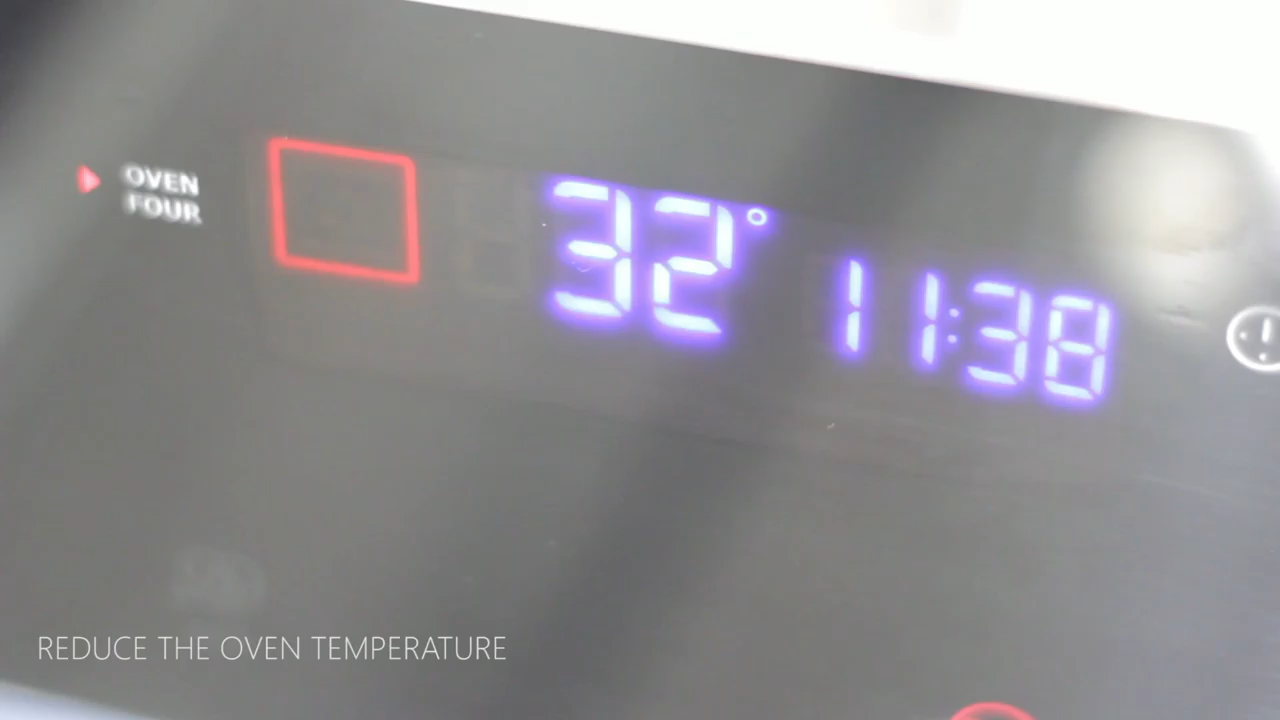 OVEN
FOUR
32°
11:38
REDUCE THE OVEN TEMPERATURE